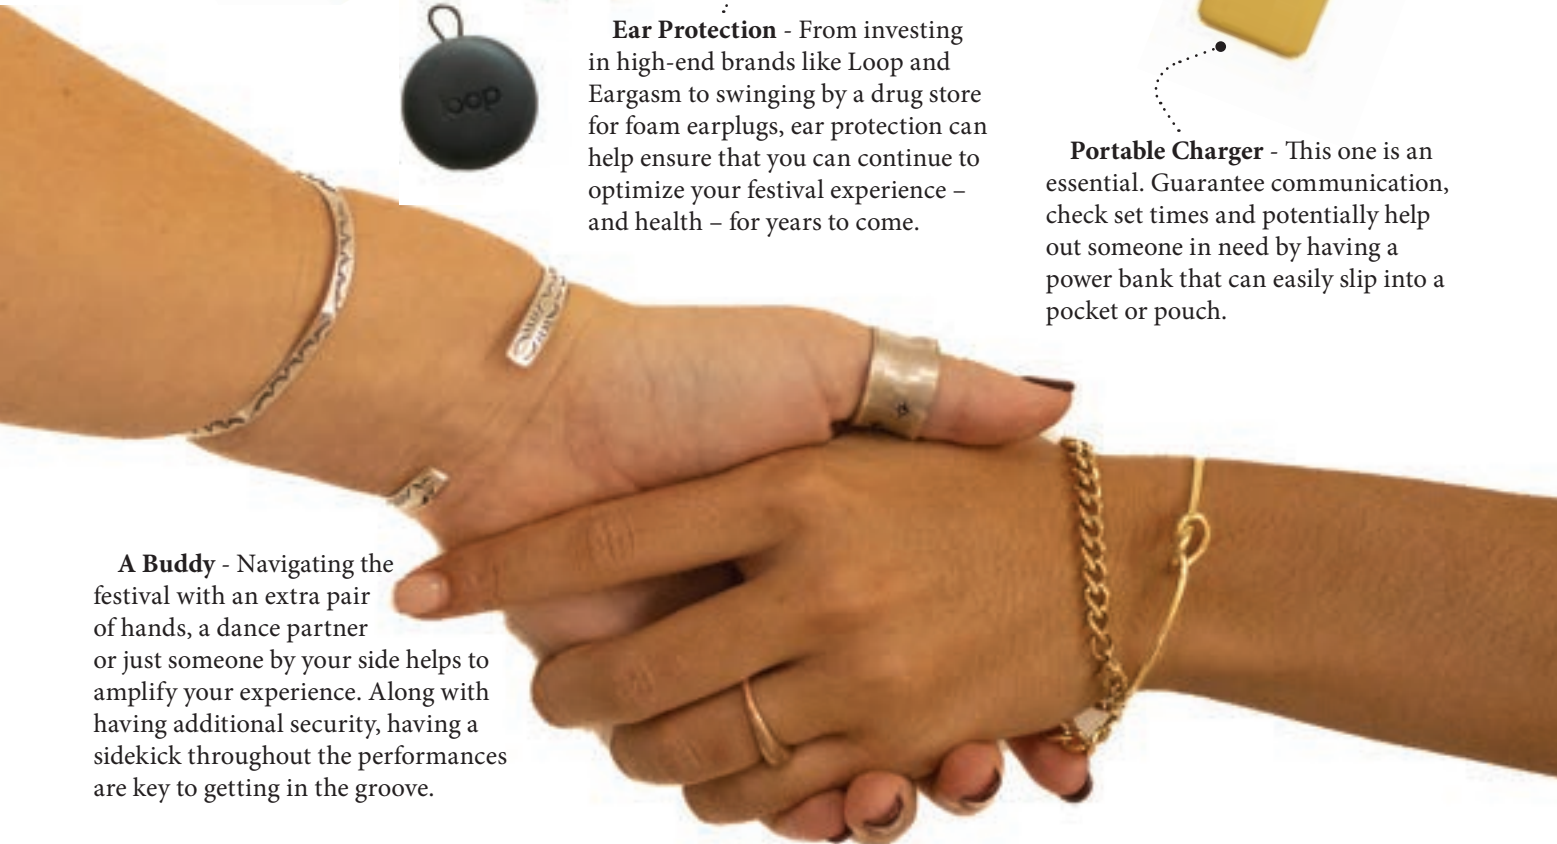 loop
Ear Protection - From investing
in high-end brands like Loop and
Eargasm to swinging by a drug store
for foam earplugs, ear protection can
help ensure that you can continue to
optimize your festival experience –
and health – for years to come.
Portable Charger - This one is an
essential. Guarantee communication,
check set times and potentially help
out someone in need by having a
power bank that can easily slip into a
pocket or pouch.
A Buddy - Navigating the
festival with an extra pair
of hands, a dance partner
or just someone by your side helps to
amplify your experience. Along with
having additional security, having a
sidekick throughout the performances
are key to getting in the groove.